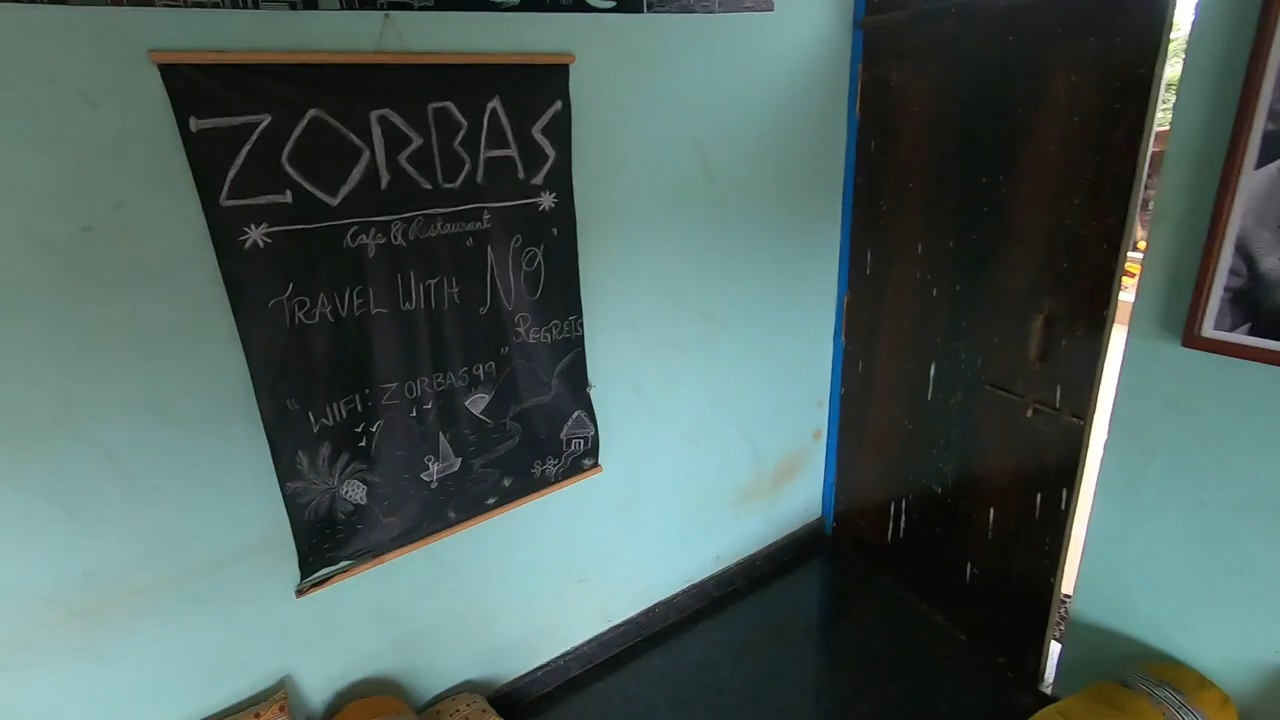 ZORBAS
Cafe & Restaurant
TRAVEL WITH "NO"
REGRETS
"WIFI: ZORBAS99"